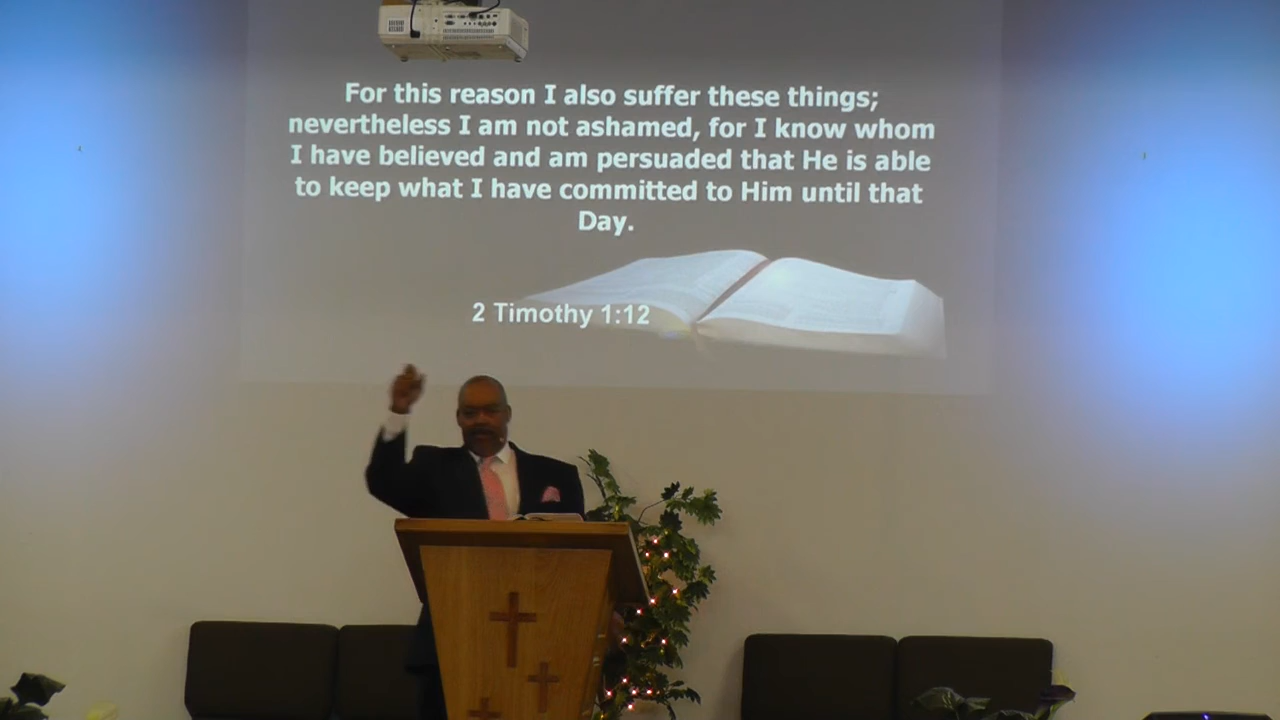 For this reason I also suffer these things;
nevertheless I am not ashamed, for I know whom
I have believed and am persuaded that He is able
to keep what I have committed to Him until that
Day.
2 Timothy 1:12